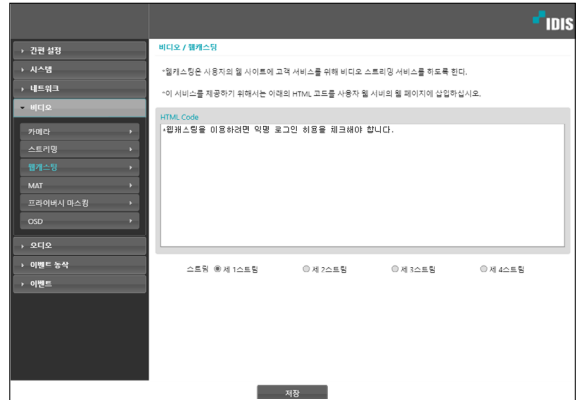 IDIS
간편 설정
시스템
네트워크
비디오
카메라
스트리밍
웹캐스팅
MAT
프라이버시 마스킹
OSD
오디오
이벤트 동작
이벤트
비디오 / 웹캐스팅
*웹캐스팅은 사용자의 웹 사이트에 고객 서비스를 위해 비디오 스트리밍 서비스를 하도록 한다.
*이 서비스를 제공하기 위해서는 아래의 HTML 코드를 사용자 웹 서버의 웹 페이지에 삽입하십시오.
HTML Code
*웹캐스팅을 이용하려면 익명 로그인 허용을 체크해야 합니다.
스트림 제 1스트림 제 2스트림 제 3스트림 제 4스트림
저장